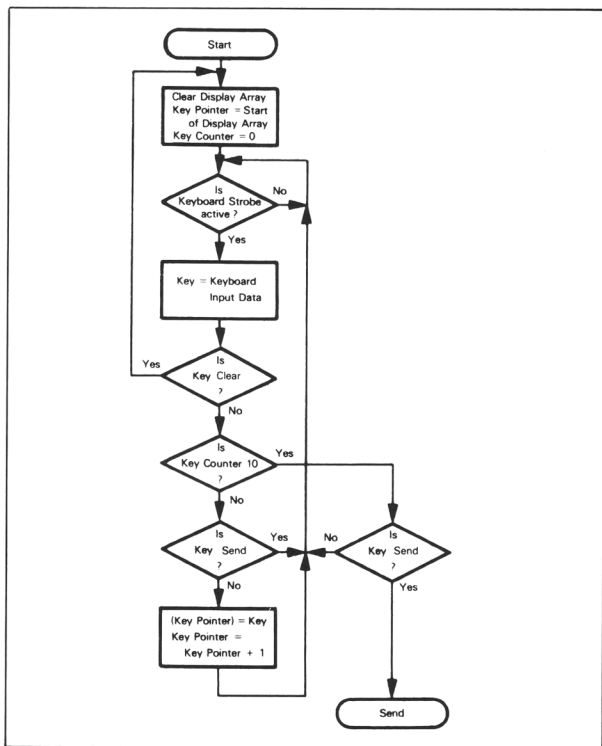 Start
Clear Display Array
Key Pointer = Start
of Display Array
Key Counter = 0
Is
Keyboard Strobe
active ?
No
Yes
Key = Keyboard
Input Data
Is
Key Clear
?
Yes
No
Is
Key Counter 10
?
Yes
No
Is
Key Send
?
Yes
No
Is
Key Send
?
No
Yes
(Key Pointer) = Key
Key Pointer =
Key Pointer + 1
Send